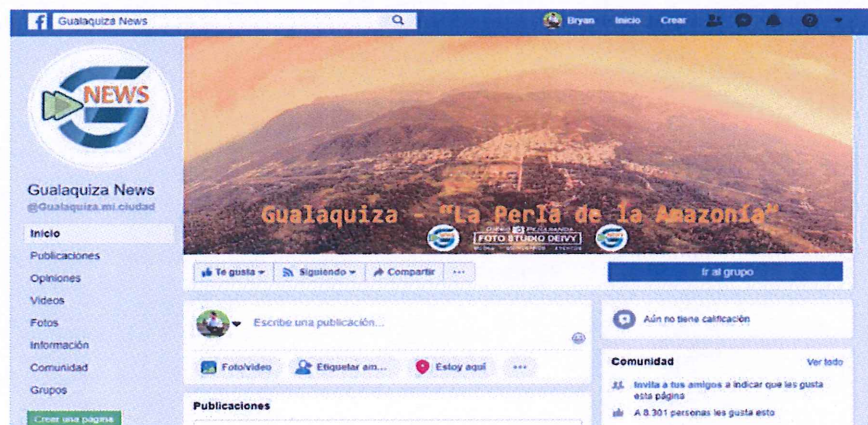 Gualaquiza News
Bryan Inicio Crear
NEWS
Gualaquiza News
@Gualaquiza.mi.ciudad
Inicio
Publicaciones
Opiniones
Videos
Fotos
Información
Comunidad
Grupos
Crear una página
Gualaquiza - "La Perla de la Amazonía"
NEWS
FOTO STUDIO DEIVY
NEWS
Te gusta
Siguiendo
Compartir
Ir al grupo
Escribe una publicación...
Foto/video
Etiquetar am...
Estoy aquí
Publicaciones
Aún no tiene calificación
Comunidad
Ver todo
Invita a tus amigos a indicar que les gusta
esta página
A 8.301 personas les gusta esto